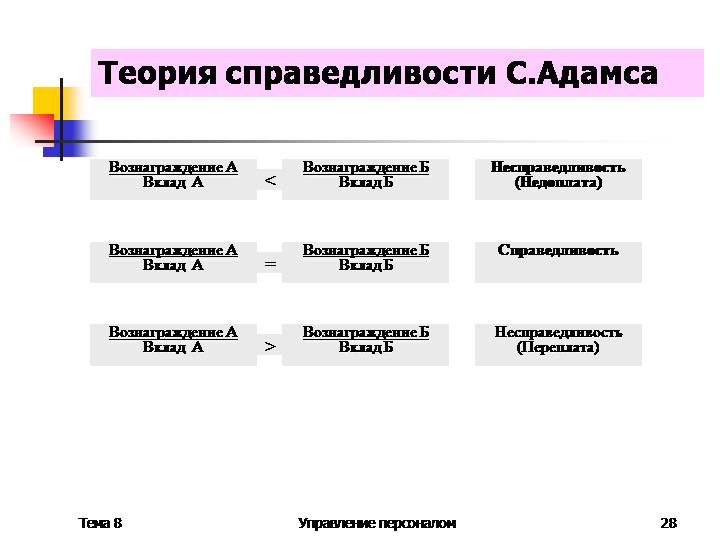 Теория справедливости С.Адамса
Вознаграждение А
Вклад А
<
Вознаграждение Б
Вклад Б
Несправедливость
(Недоплата)
Вознаграждение А
Вклад А
=
Вознаграждение Б
Вклад Б
Справедливость
Вознаграждение А
Вклад А
>
Вознаграждение Б
Вклад Б
Несправедливость
(Переплата)
Тема 8
Управление персоналом
28